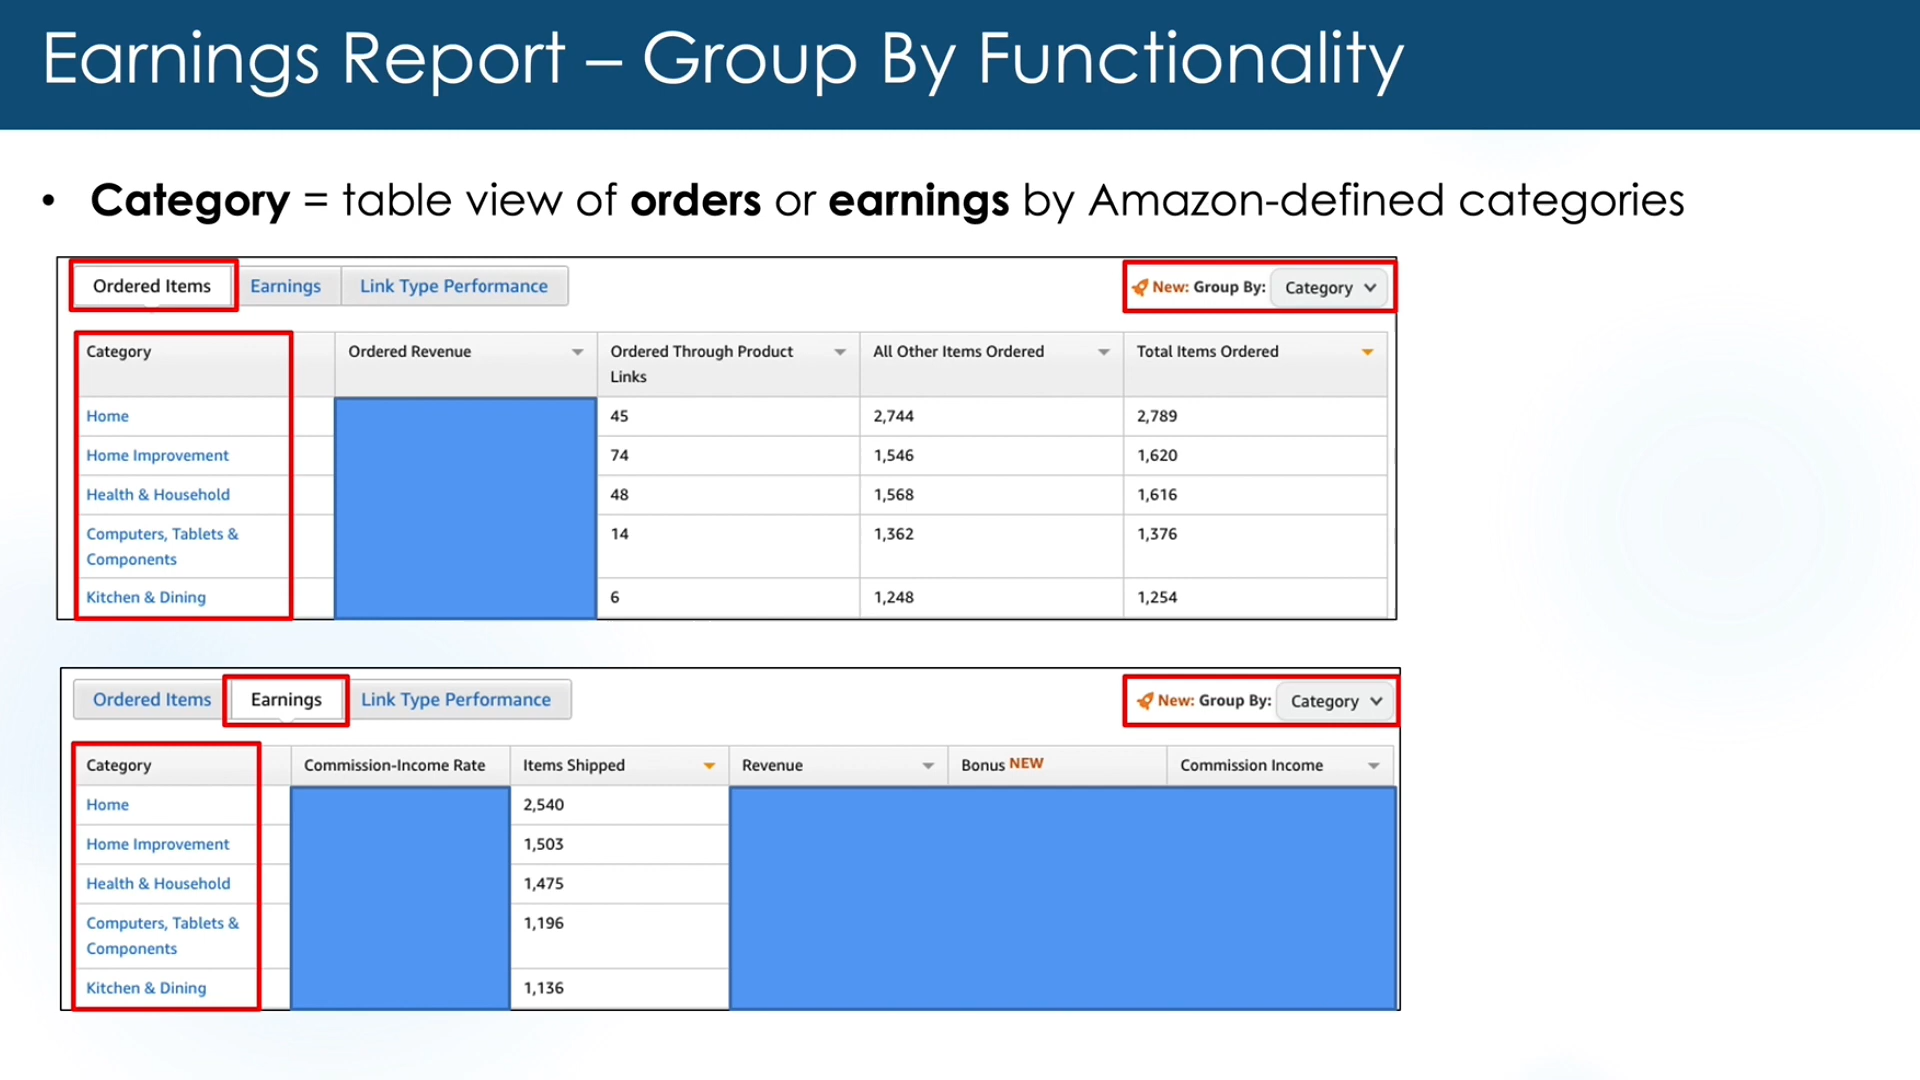 Earnings Report – Group By Functionality
• Category = table view of orders or earnings by Amazon-defined categories
Ordered Items Earnings Link Type Performance New: Group By: Category
Category Ordered Revenue Ordered Through Product Links All Other Items Ordered Total Items Ordered
Home 45 2,744 2,789
Home Improvement 74 1,546 1,620
Health & Household 48 1,568 1,616
Computers, Tablets & Components 14 1,362 1,376
Kitchen & Dining 6 1,248 1,254
Ordered Items Earnings Link Type Performance New: Group By: Category
Category Commission-Income Rate Items Shipped Revenue Bonus NEW Commission Income
Home 2,540
Home Improvement 1,503
Health & Household 1,475
Computers, Tablets & Components 1,196
Kitchen & Dining 1,136